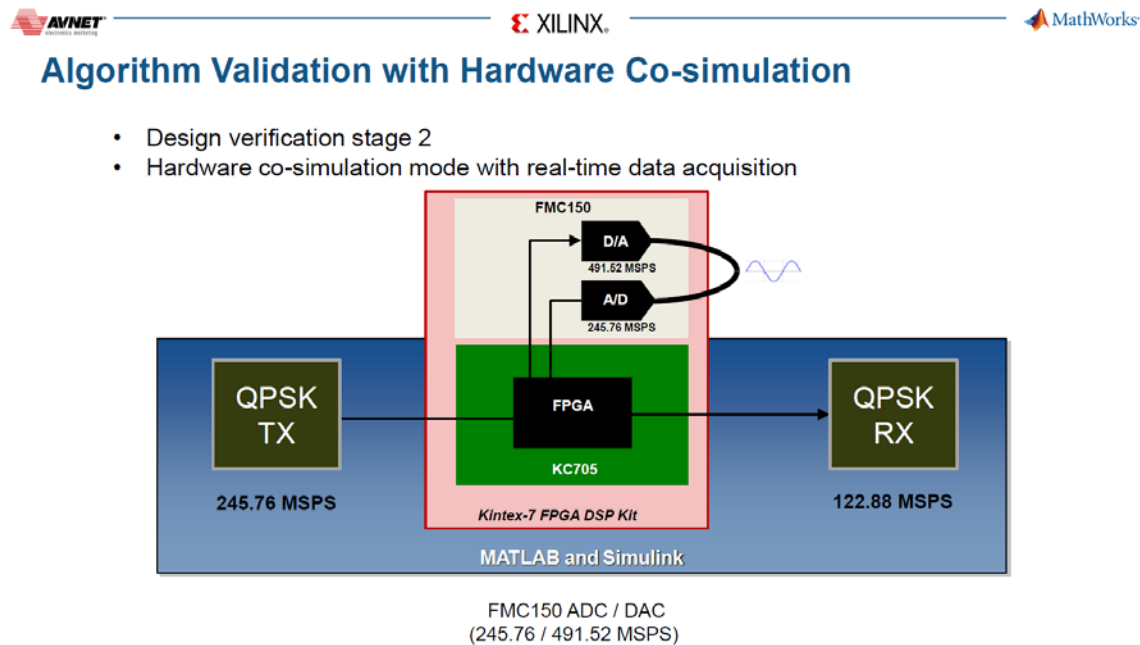 AVNET
electronics marketing
XILINX
MathWorks
Algorithm Validation with Hardware Co-simulation
• Design verification stage 2
• Hardware co-simulation mode with real-time data acquisition
FMC150
D/A
491.52 MSPS
A/D
245.76 MSPS
QPSK
TX
FPGA
QPSK
RX
KC705
245.76 MSPS
122.88 MSPS
Kintex-7 FPGA DSP Kit
MATLAB and Simulink
FMC150 ADC / DAC
(245.76 / 491.52 MSPS)